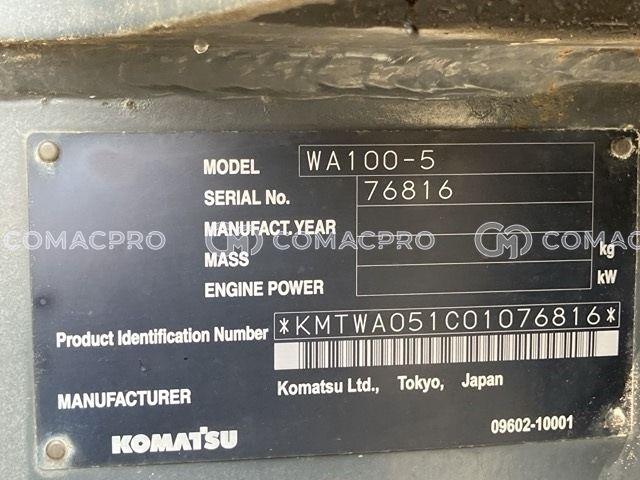 MODEL WA100-5
SERIAL No. 76816
MANUFACT.YEAR
COMACPRO COMACPRO COMACPRO
MASS kg
ENGINE POWER kW
Product Identification Number *KMTWA051C01076816*
MANUFACTURER Komatsu Ltd., Tokyo, Japan
KOMATSU 09602-10001